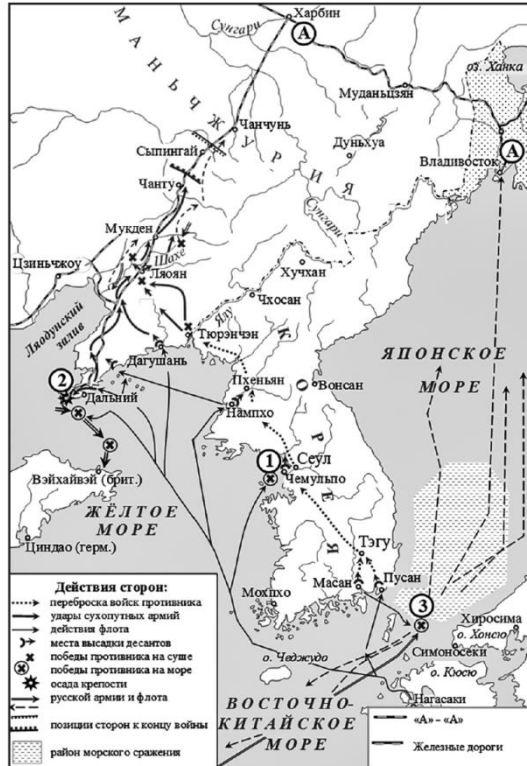 Харбин
А
МАНЬЧЖУРИЯ
Сунгари
оз. Ханка
Муданьцзян
Чанчунь
Сыпингай
Дуньхуа
Владивосток
А
Чанту
Сунгари
Мукден
Шахе
Цзиньчжоу
Ляоян
Хучхан
Ялу
Чхосан
Ляодунский
залив
Тюрэнчэн
КОРЕЯ
Дагушань
ЯПОНСКОЕ
МОРЕ
Пхеньян
Вонсан
2
Дальний
Нампхо
1
Сеул
Чемульпо
Вэйхайвэй (брит.)
ЖЁЛТОЕ
МОРЕ
Циндао (герм.)
Тэгу
Масан
Пусан
Мохпхо
3
Хиросима
о. Хонсю
Симоносеки
о. Чеджудо
о. Кюсю
Нагасаки
ВОСТОЧНО-
КИТАЙСКОЕ
МОРЕ
Действия сторон:
переброска войск противника
удары сухопутных армий
действия флота
места высадки десантов
победы противника на суше
победы противника на море
осада крепости
русской армии и флота
позиции сторон к концу войны
район морского сражения
«А» – «А»
Железные дороги